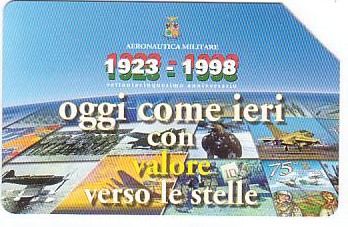 AERONAUTICA MILITARE
1923 - 1998
settantacinquesimo anniversario
oggi come ieri
con
valore
verso le stelle
75